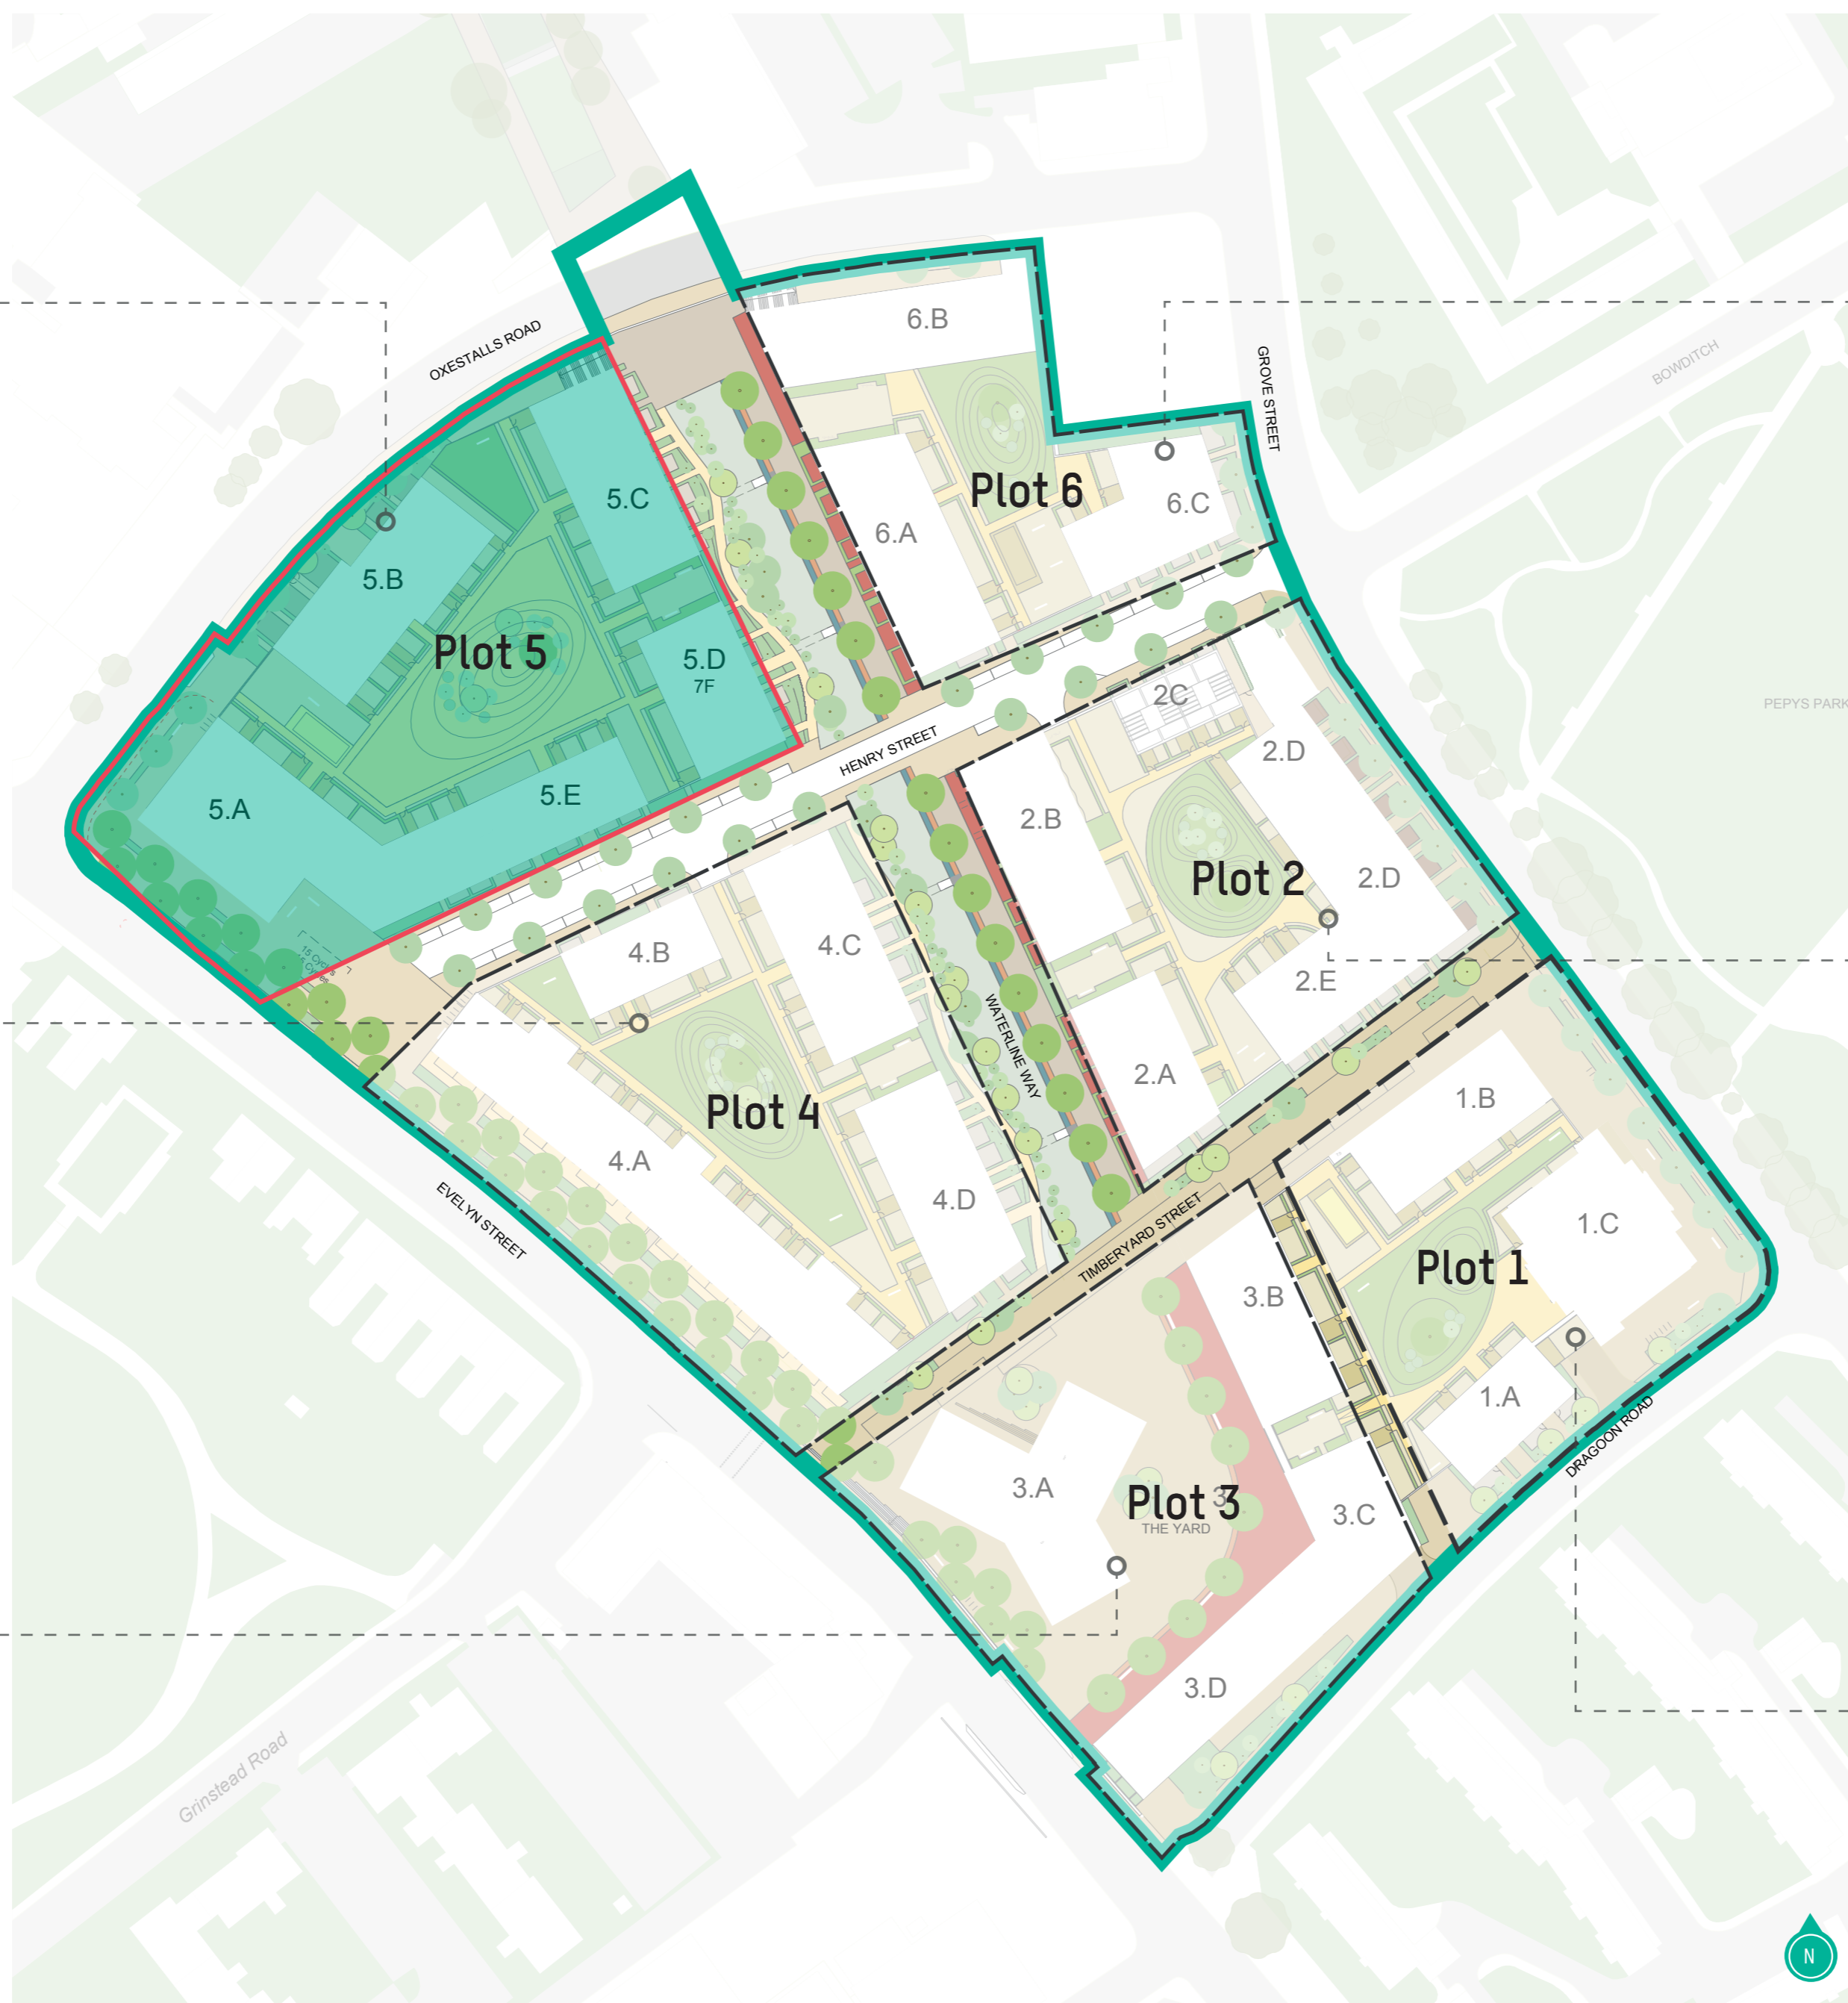 OXESTALLS ROAD
6.B
GROVE STREET
BOWDITCH
5.C
Plot 6
6.C
6.A
5.B
Plot 5
5.D
7F
2C
PEPYS PARK
HENRY STREET
2.D
5.E
5.A
2.B
Plot 2
2.D
4.B
4.C
15 Cycles
2.E
WATERLINE WAY
2.A
1.B
Plot 4
4.A
4.D
EVELYN STREET
TIMBERYARD STREET
1.C
Plot 1
3.B
1.A
DRAGOON ROAD
3.A
Plot 3
THE YARD
3.C
3.D
Grinstead Road
N